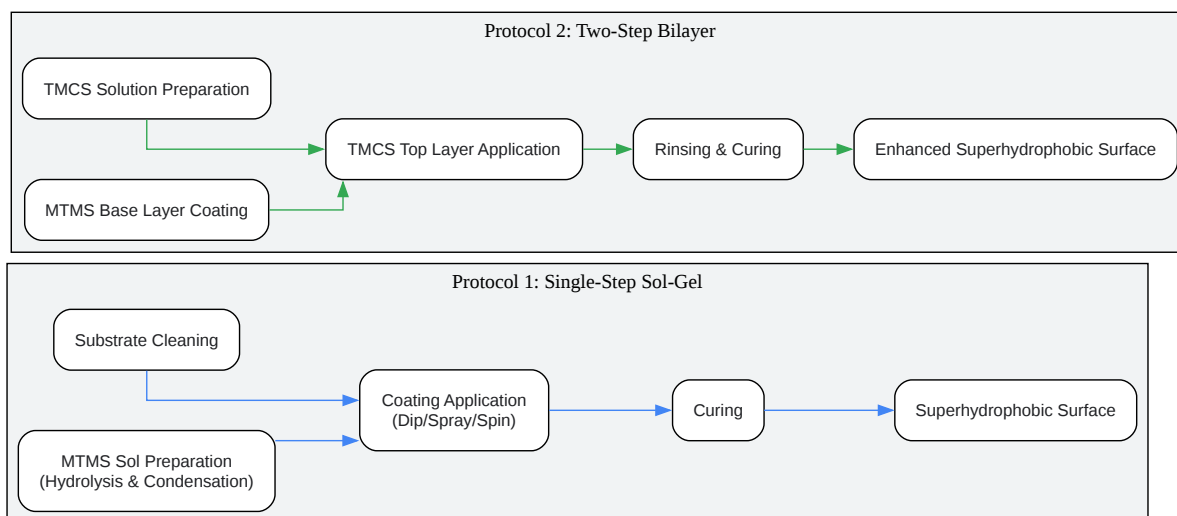 Protocol 2: Two-Step Bilayer
TMCS Solution Preparation
TMCS Top Layer Application
Rinsing & Curing
Enhanced Superhydrophobic Surface
MTMS Base Layer Coating
Protocol 1: Single-Step Sol-Gel
Substrate Cleaning
Coating Application
(Dip/Spray/Spin)
Curing
Superhydrophobic Surface
MTMS Sol Preparation
(Hydrolysis & Condensation)